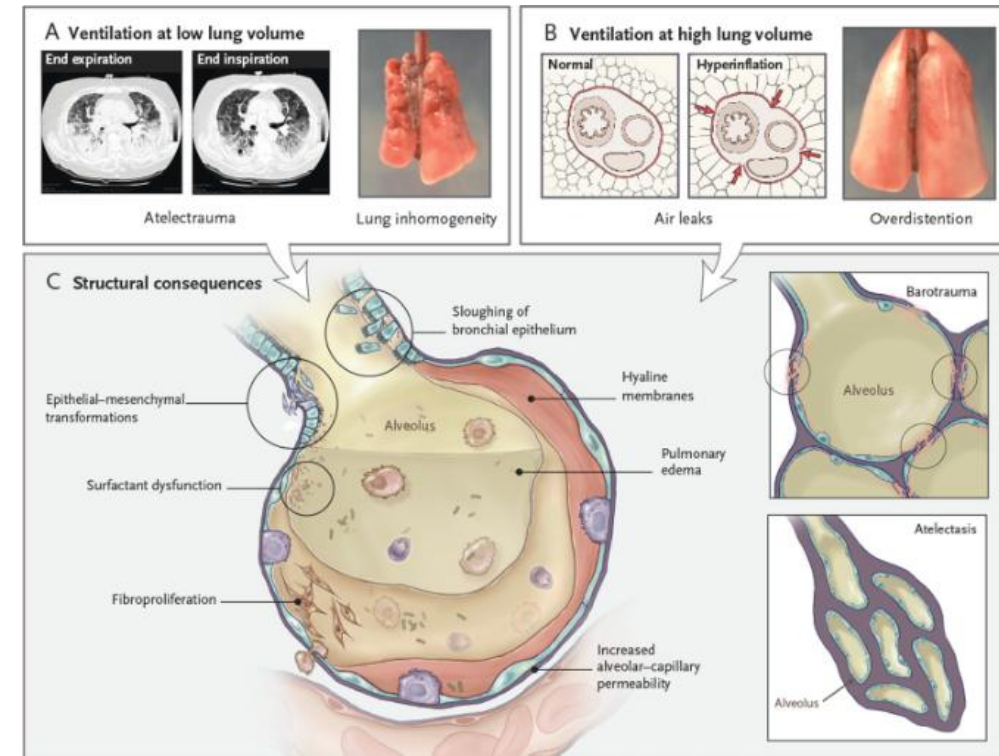 A Ventilation at low lung volume
End expiration
End inspiration
Atelectrauma
Lung inhomogeneity
B Ventilation at high lung volume
Normal
Hyperinflation
Air leaks
Overdistention
C Structural consequences
Sloughing of
bronchial epithelium
Epithelial–mesenchymal
transformations
Alveolus
Hyaline
membranes
Surfactant dysfunction
Pulmonary
edema
Fibroproliferation
Increased
alveolar–capillary
permeability
Barotrauma
Alveolus
Atelectasis
Alveolus